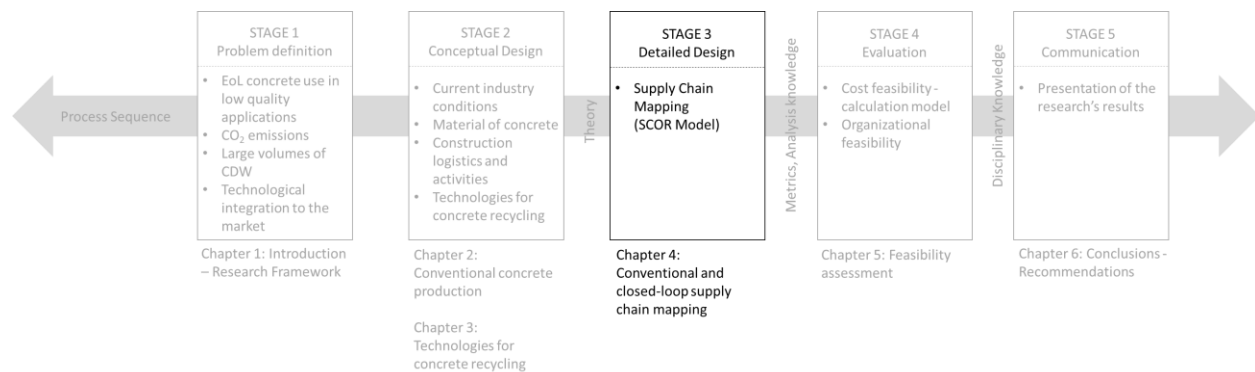 Process Sequence
STAGE 1
Problem definition
• EoL concrete use in
low quality
applications
• CO₂ emissions
• Large volumes of
CDW
• Technological
integration to the
market
Chapter 1: Introduction
– Research Framework
STAGE 2
Conceptual Design
• Current industry
conditions
• Material of concrete
• Construction
logistics and
activities
• Technologies for
concrete recycling
Chapter 2:
Conventional concrete
production
Chapter 3:
Technologies for
concrete recycling
Theory
STAGE 3
Detailed Design
• Supply Chain
Mapping
(SCOR Model)
Chapter 4:
Conventional and
closed-loop supply
chain mapping
Metrics, Analysis knowledge
STAGE 4
Evaluation
• Cost feasibility -
calculation model
• Organizational
feasibility
Chapter 5: Feasibility
assessment
Disciplinary Knowledge
STAGE 5
Communication
• Presentation of the
research's results
Chapter 6: Conclusions -
Recommendations